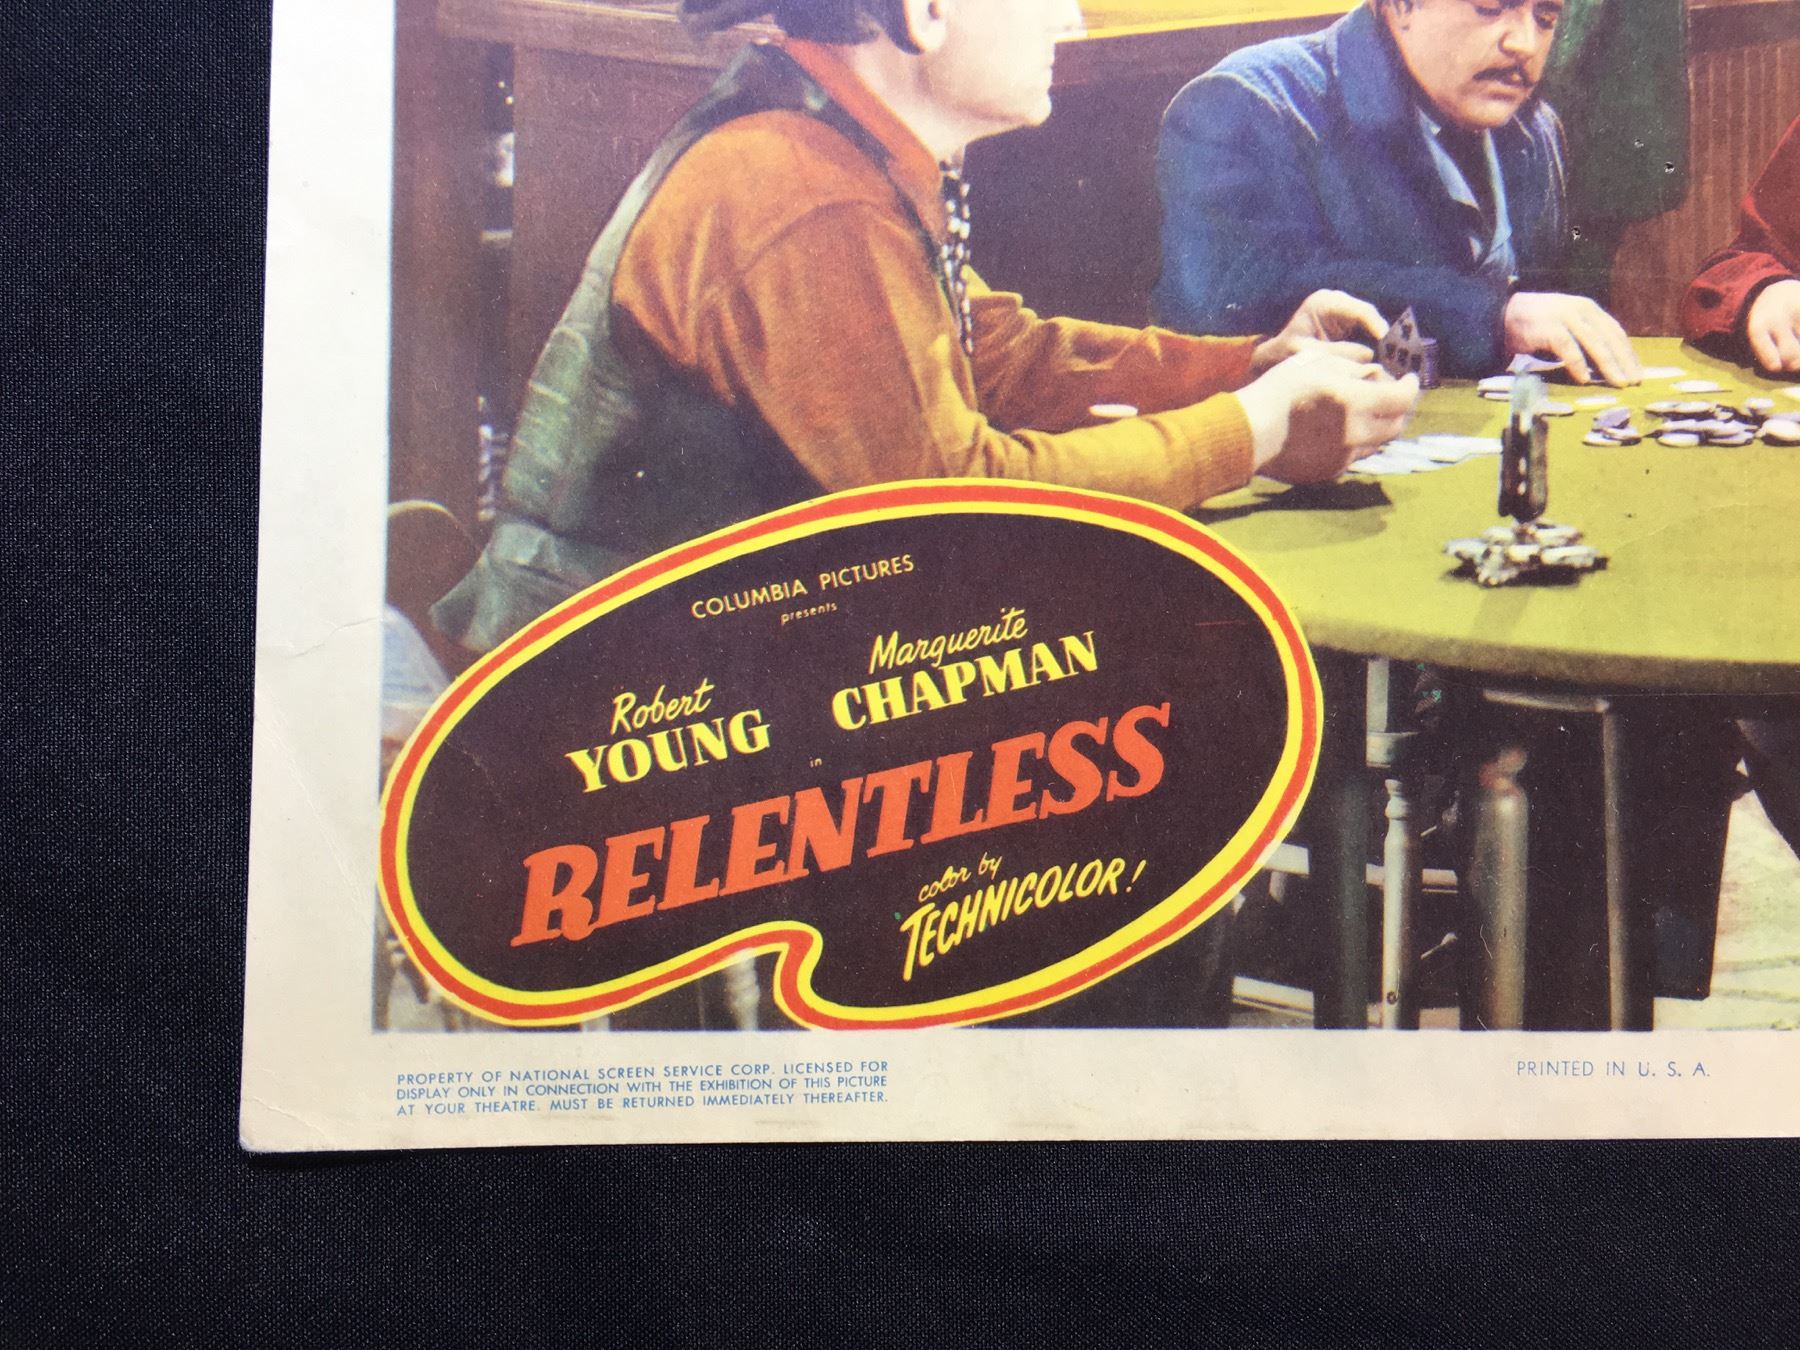 COLUMBIA PICTURES
presents
Robert YOUNG
Marguerite CHAPMAN
in
RELENTLESS
color by
TECHNICOLOR!
PROPERTY OF NATIONAL SCREEN SERVICE CORP. LICENSED FOR
DISPLAY ONLY IN CONNECTION WITH THE EXHIBITION OF THIS PICTURE
AT YOUR THEATRE. MUST BE RETURNED IMMEDIATELY THEREAFTER.
PRINTED IN U. S. A.